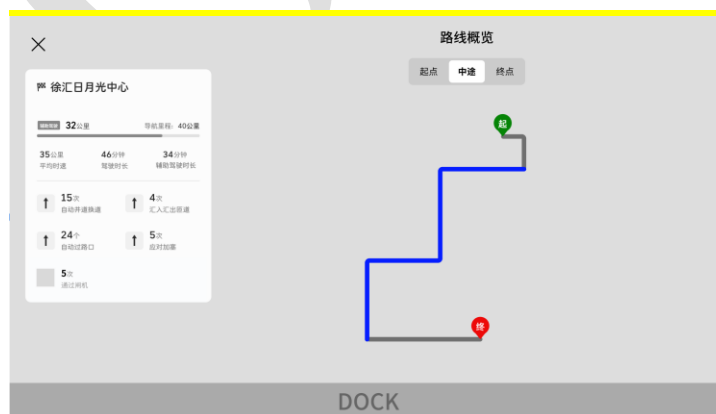 路线概览
起点 中途 终点
徐汇日月光中心
32公里
导航里程: 40公里
35公里 46分钟 34分钟
平均时速 驾驶时长 辅助驾驶时长
15次 4次
自动开道换道 汇入汇出匝道
24个 5次
自动过路口 应对加塞
5次
通过闸机
起
终
DOCK